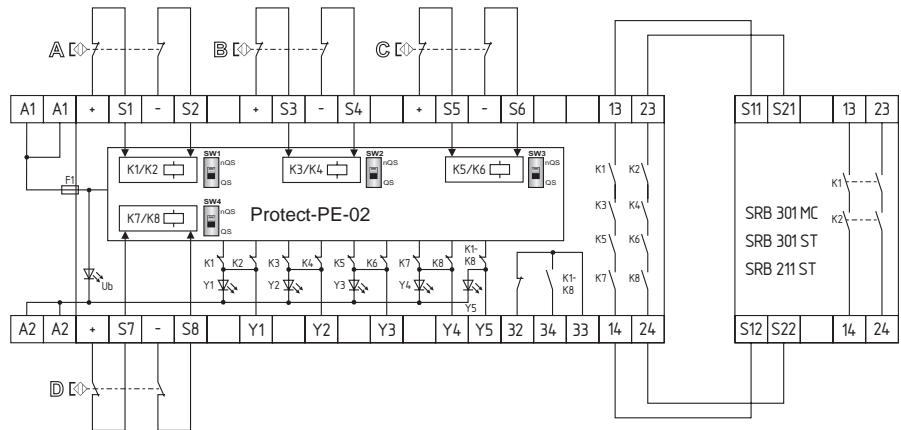 A B C
A1 A1 + S1 - S2 + S3 - S4 + S5 - S6 13 23 S11 S21 13 23
SW1 nQS QS
SW2 nQS QS
SW3 nQS QS
K1/K2 K3/K4 K5/K6
F1
SW4 nQS QS
K7/K8 Protect-PE-02
K1 K2
K3 K4
K5 K6
K7 K8
K1
K2
SRB 301 MC
SRB 301 ST
SRB 211 ST
K1 K2 K3 K4 K5 K6 K7 K8 K1-K8
Y1 Y2 Y3 Y4 Y5
K1-
K8
Ub
A2 A2 + S7 - S8 Y1 Y2 Y3 Y4 Y5 32 34 33 14 24 S12 S22 14 24
D